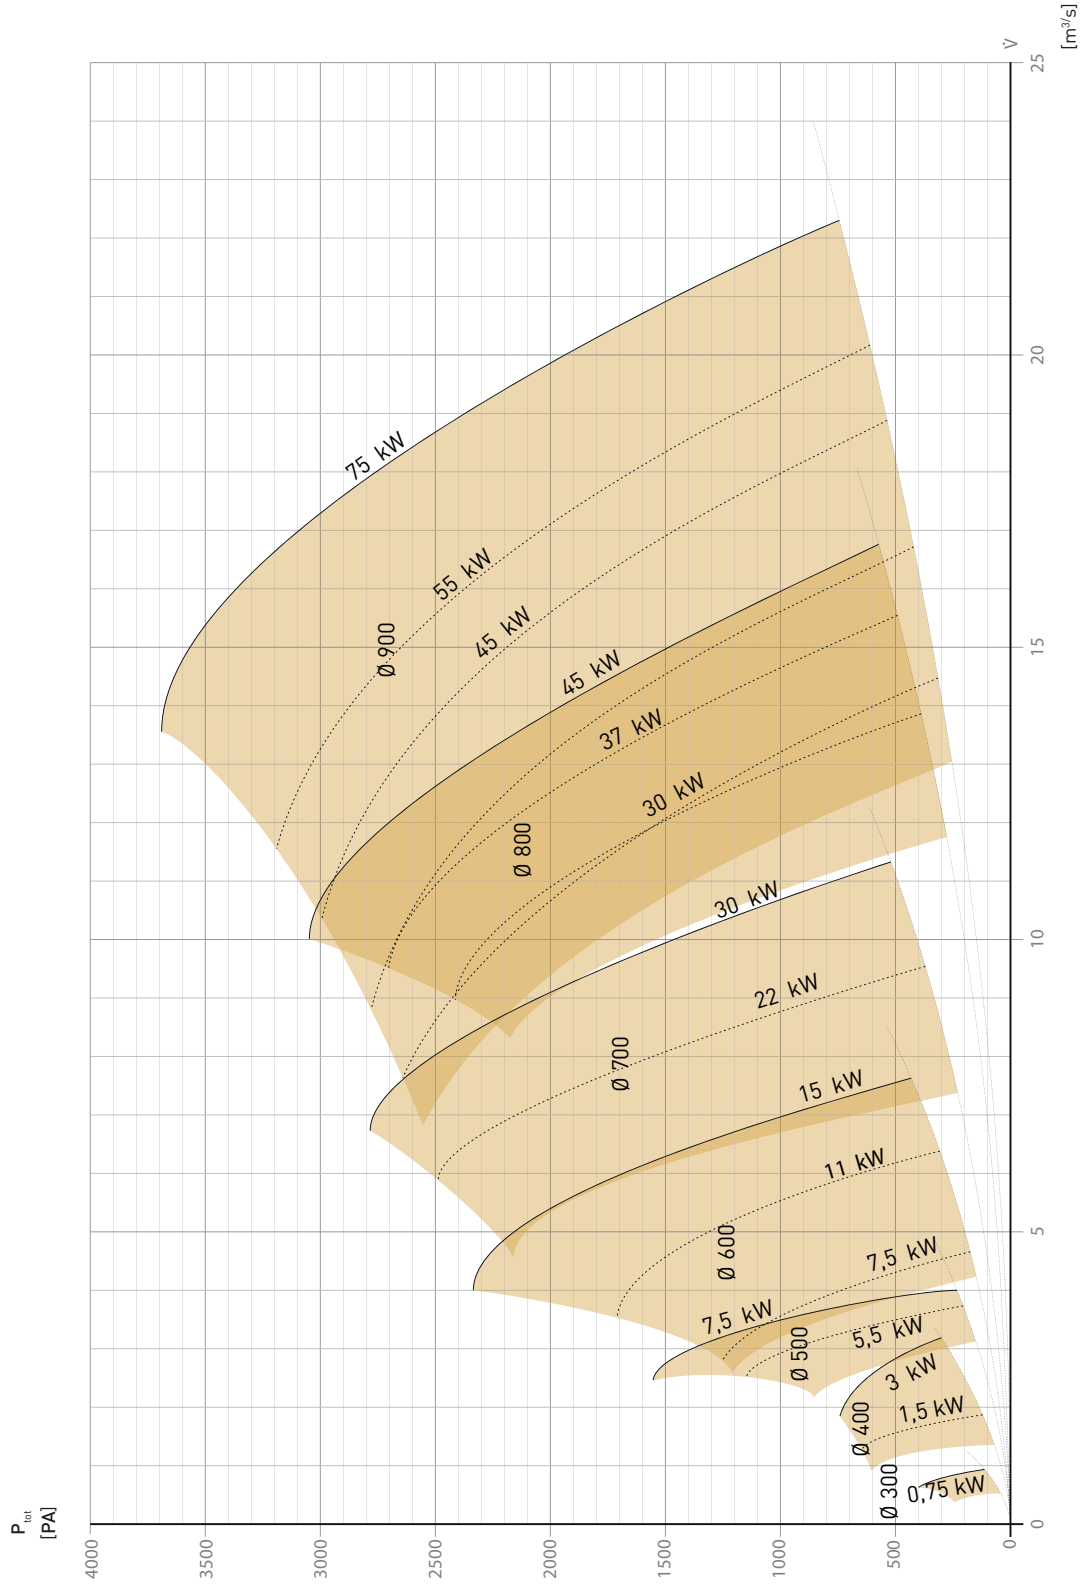 P tot
[PA]
4000
3500
3000
2500
2000
1500
1000
500
0
0
5
10
15
20
25
V̇
[m³/s]
75 kW
55 kW
45 kW
Ø 900
45 kW
37 kW
30 kW
Ø 800
30 kW
22 kW
Ø 700
15 kW
11 kW
7,5 kW
Ø 600
7,5 kW
5,5 kW
Ø 500
3 kW
1,5 kW
Ø 400
0,75 kW
Ø 300